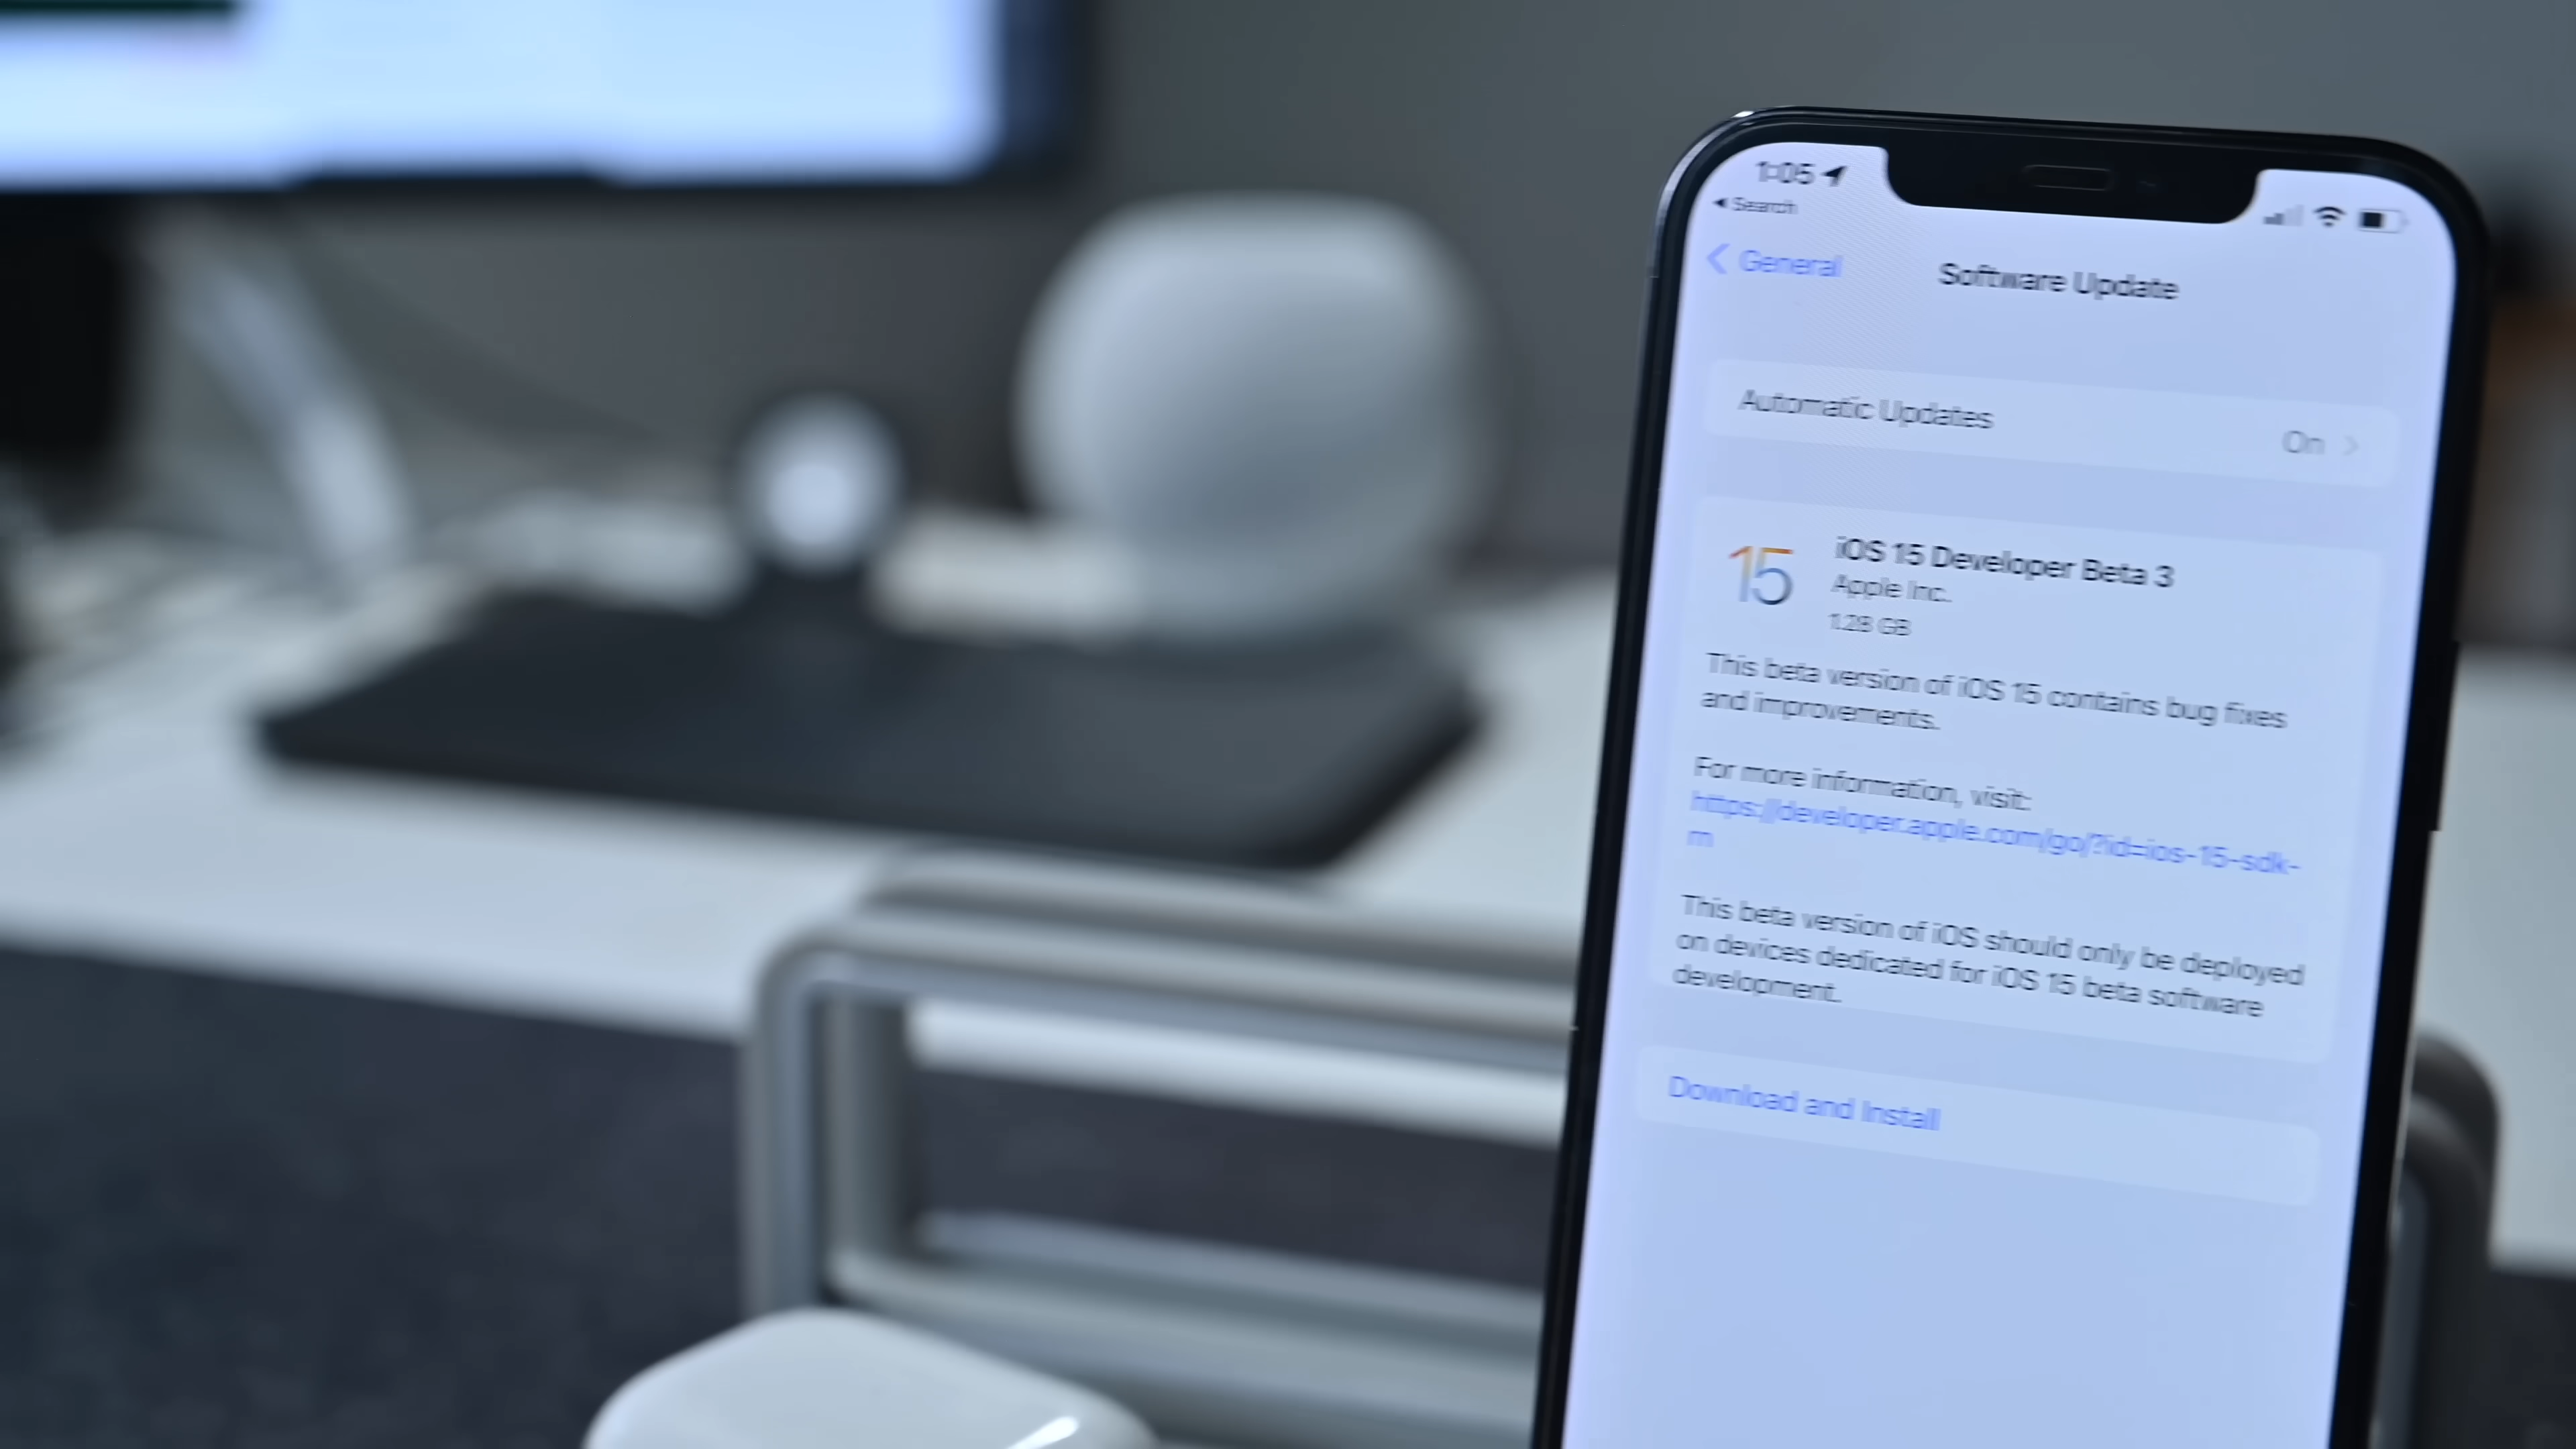 1:05
◀ Search
General
Software Update
Automatic Updates
On
15
iOS 15 Developer Beta 3
Apple Inc.
1.28 GB
This beta version of iOS 15 contains bug fixes
and improvements.
For more information, visit:
https://developer.apple.com/go/?id=ios-15-sdk-
rn
This beta version of iOS should only be deployed
on devices dedicated for iOS 15 beta software
development.
Download and Install